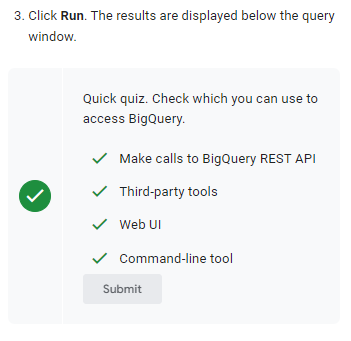 3. Click Run. The results are displayed below the query
window.
Quick quiz. Check which you can use to
access BigQuery.
Make calls to BigQuery REST API
Third-party tools
Web UI
Command-line tool
Submit